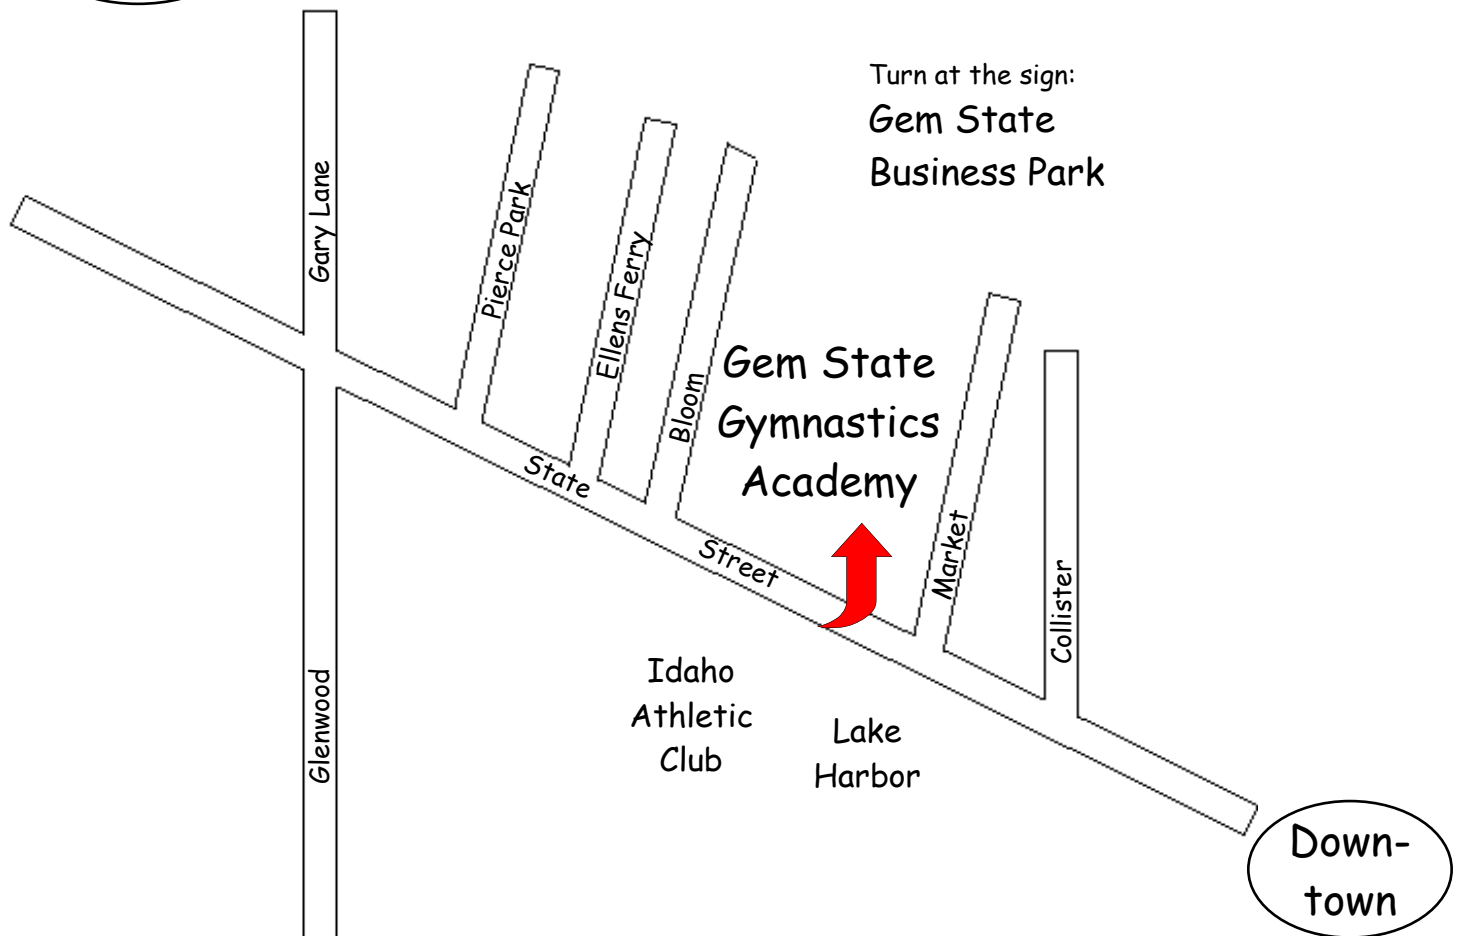 Turn at the sign:
Gem State
Business Park
Gary Lane
Pierce Park
Ellens Ferry
Bloom
Gem State
Gymnastics
Academy
State
Street
Market
Collister
Glenwood
Idaho
Athletic
Club
Lake
Harbor
Down-
town